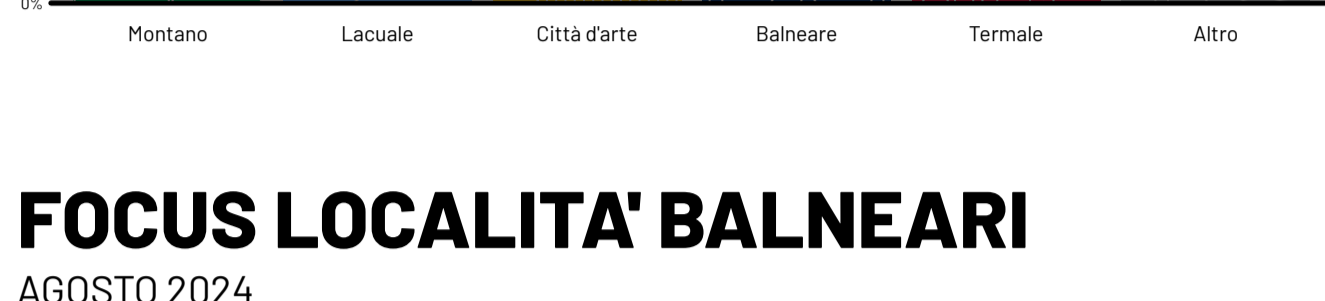 0%
Montano Lacuale Città d'arte Balneare Termale Altro
FOCUS LOCALITA' BALNEARI
AGOSTO 2024